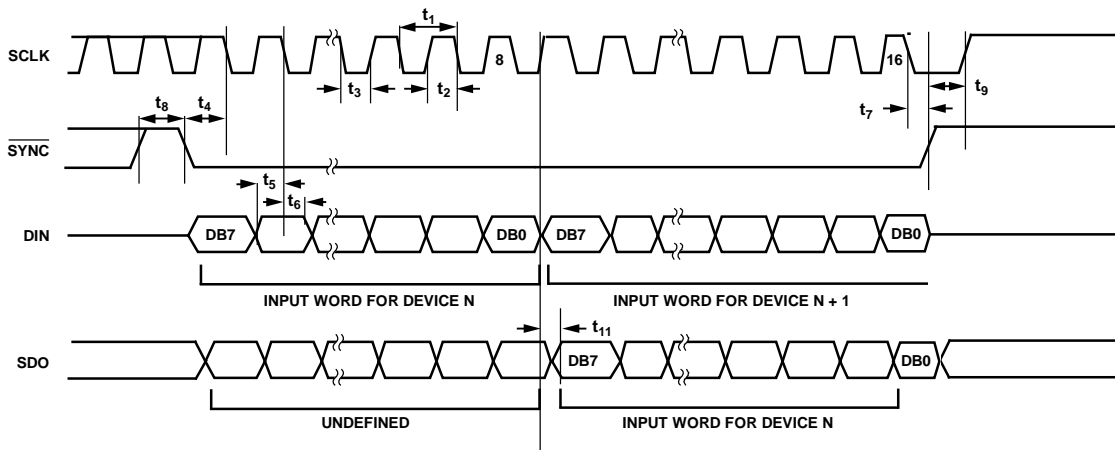 t1
SCLK
8
16
t3
t2
t9
t8
t4
t7
SYNC
t5
t6
DIN
DB7
DB0
DB7
DB0
INPUT WORD FOR DEVICE N
INPUT WORD FOR DEVICE N + 1
t11
SDO
DB7
DB0
UNDEFINED
INPUT WORD FOR DEVICE N